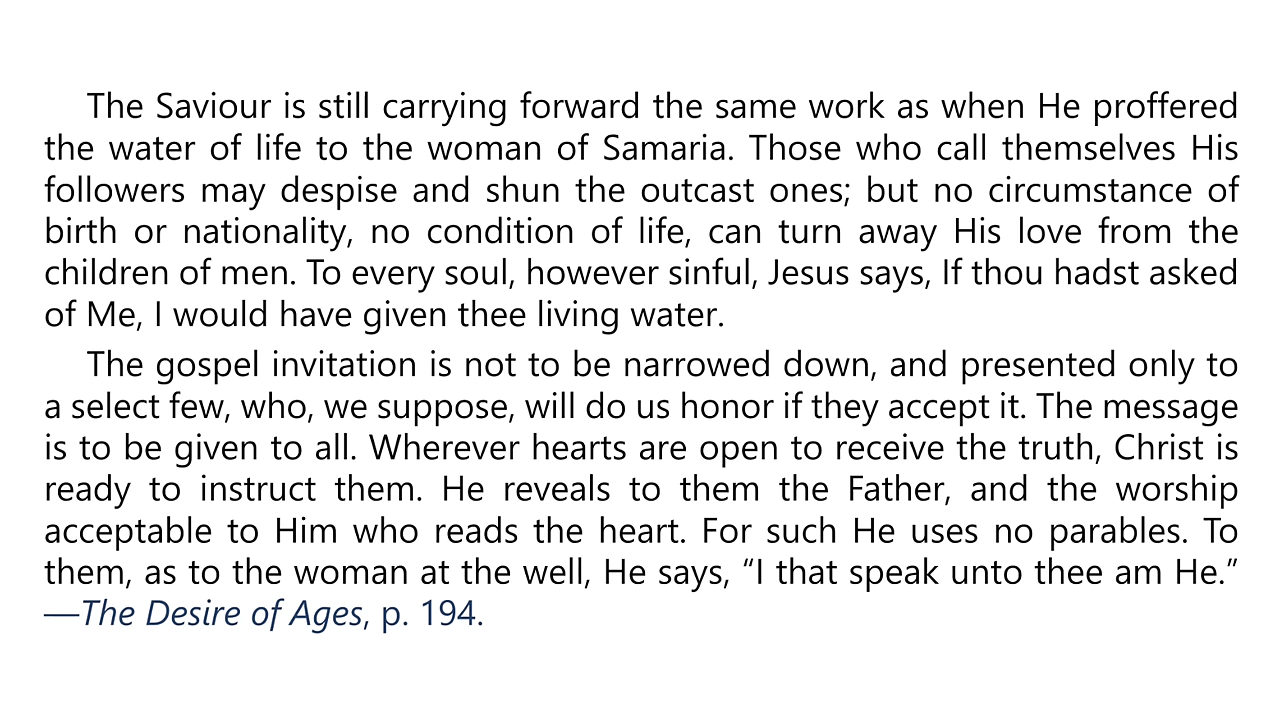 The Saviour is still carrying forward the same work as when He proffered
the water of life to the woman of Samaria. Those who call themselves His
followers may despise and shun the outcast ones; but no circumstance of
birth or nationality, no condition of life, can turn away His love from the
children of men. To every soul, however sinful, Jesus says, If thou hadst asked
of Me, I would have given thee living water.
The gospel invitation is not to be narrowed down, and presented only to
a select few, who, we suppose, will do us honor if they accept it. The message
is to be given to all. Wherever hearts are open to receive the truth, Christ is
ready to instruct them. He reveals to them the Father, and the worship
acceptable to Him who reads the heart. For such He uses no parables. To
them, as to the woman at the well, He says, “I that speak unto thee am He.”
—The Desire of Ages, p. 194.